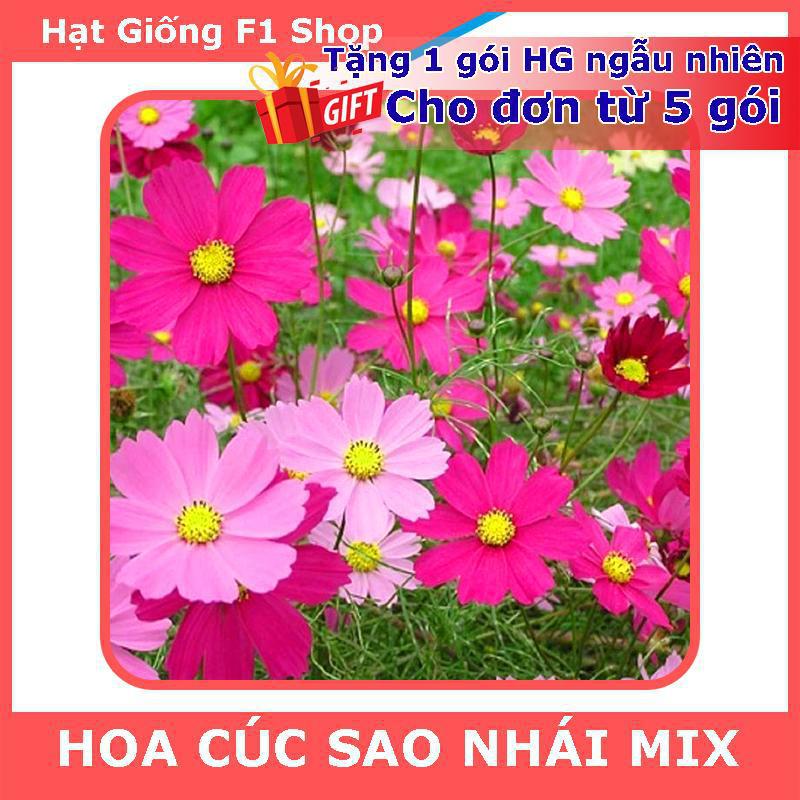 Hạt Giống F1 Shop
Tặng 1 gói HG ngẫu nhiên
GIFT
Cho đơn từ 5 gói
HOA CÚC SAO NHÁI MIX